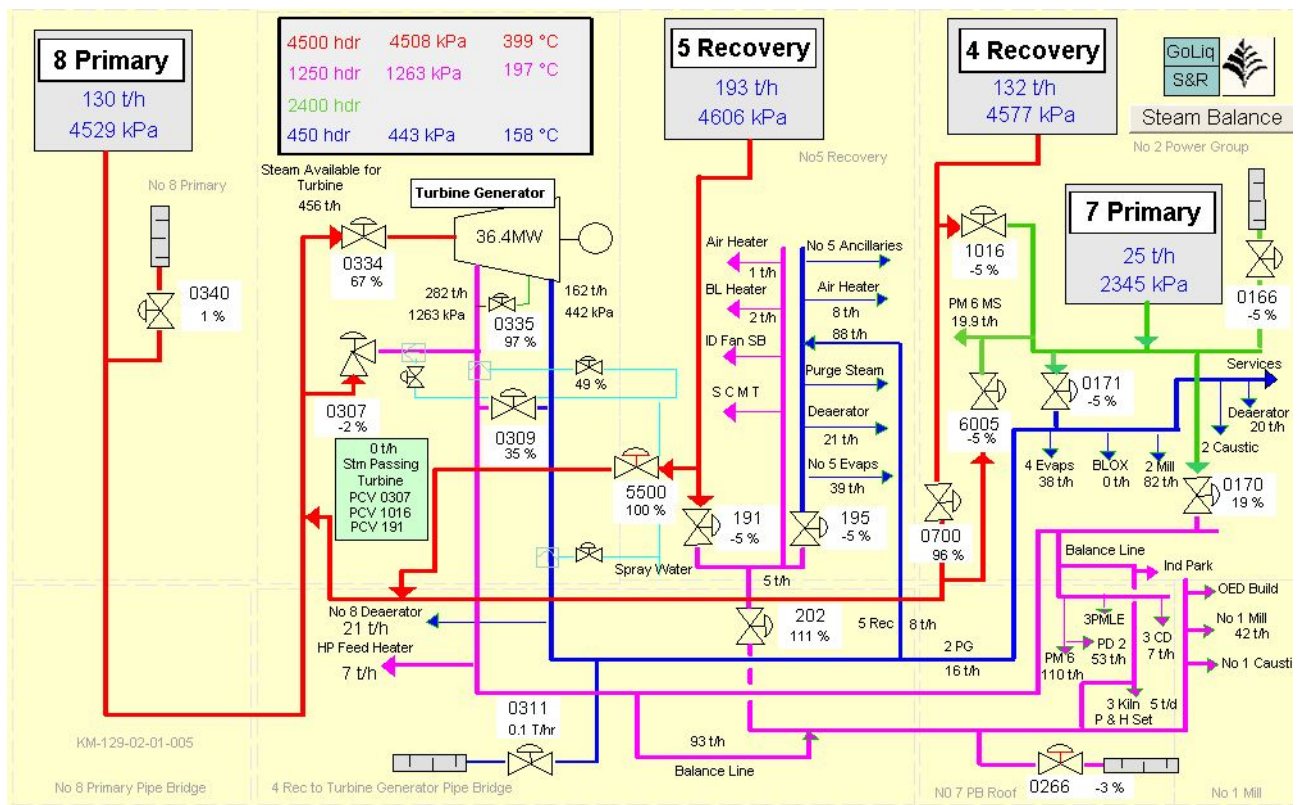 8 Primary
130 t/h
4529 kPa
4500 hdr 4508 kPa 399 °C
1250 hdr 1263 kPa 197 °C
2400 hdr
450 hdr 443 kPa 158 °C
5 Recovery
193 t/h
4606 kPa
4 Recovery
132 t/h
4577 kPa
GoLiq
S&R
Steam Balance
No5 Recovery
No 2 Power Group
No 8 Primary
Steam Available for
Turbine
456 t/h
Turbine Generator
36.4MW
7 Primary
25 t/h
2345 kPa
0334
67 %
0340
1 %
282 t/h
1263 kPa
0335
97 %
162 t/h
442 kPa
Air Heater
1 t/h
BL Heater
2 t/h
ID Fan SB
S C M T
No 5 Ancillaries
Air Heater
8 t/h
88 t/h
Purge Steam
Deaerator
21 t/h
No 5 Evaps
39 t/h
1016
-5 %
0166
-5 %
PM 6 MS
19.9 t/h
6005
-5 %
0171
-5 %
Services
Deaerator
20 t/h
2 Caustic
4 Evaps
38 t/h
BLOX
0 t/h
2 Mill
82 t/h
0170
19 %
0307
-2 %
49 %
0309
35 %
0 t/h
Stm Passing
Turbine
PCV 0307
PCV 1016
PCV 191
5500
100 %
191
-5 %
195
-5 %
0700
96 %
Spray Water
5 t/h
Balance Line
Ind Park
OED Build
No 1 Mill
42 t/h
No 1 Causti
3PMLE
PD 2
53 t/h
3 CD
7 t/h
PM 6
110 t/h
3 Kiln 5 t/d
P & H Set
No 8 Deaerator
21 t/h
HP Feed Heater
7 t/h
202
111 %
5 Rec 8 t/h
2 PG
16 t/h
0311
0.1 T/hr
93 t/h
Balance Line
0266
-3 %
KM-129-02-01-005
No 8 Primary Pipe Bridge
4 Rec to Turbine Generator Pipe Bridge
N0 7 PB Roof
No 1 Mill